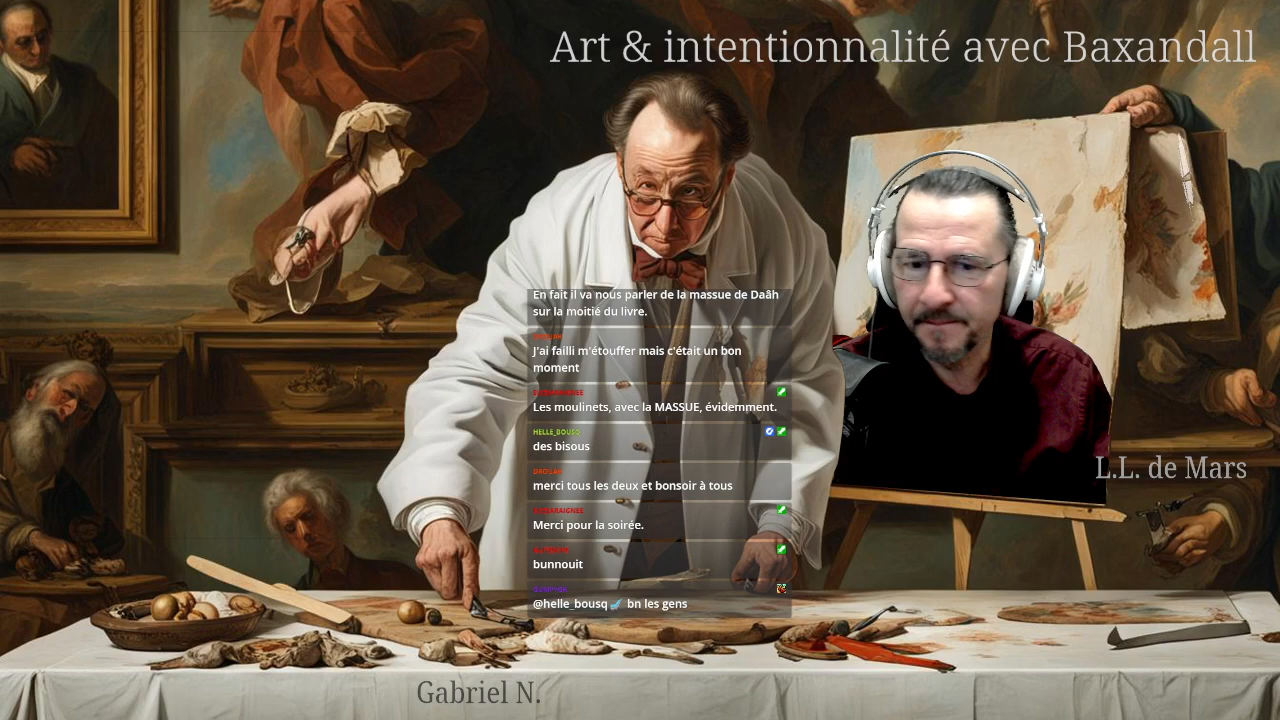 Art & intentionnalité avec Baxandall
En fait il va nous parler de la massue de Daâh
sur la moitié du livre.
J'ai failli m'étouffer mais c'était un bon
moment
Les moulinets, avec la MASSUE, évidemment.
HELLE_BOUSQ
des bisous
merci tous les deux et bonsoir à tous
Merci pour la soirée.
bunnouit
@helle_bousq bn les gens
L.L. de Mars
Gabriel N.